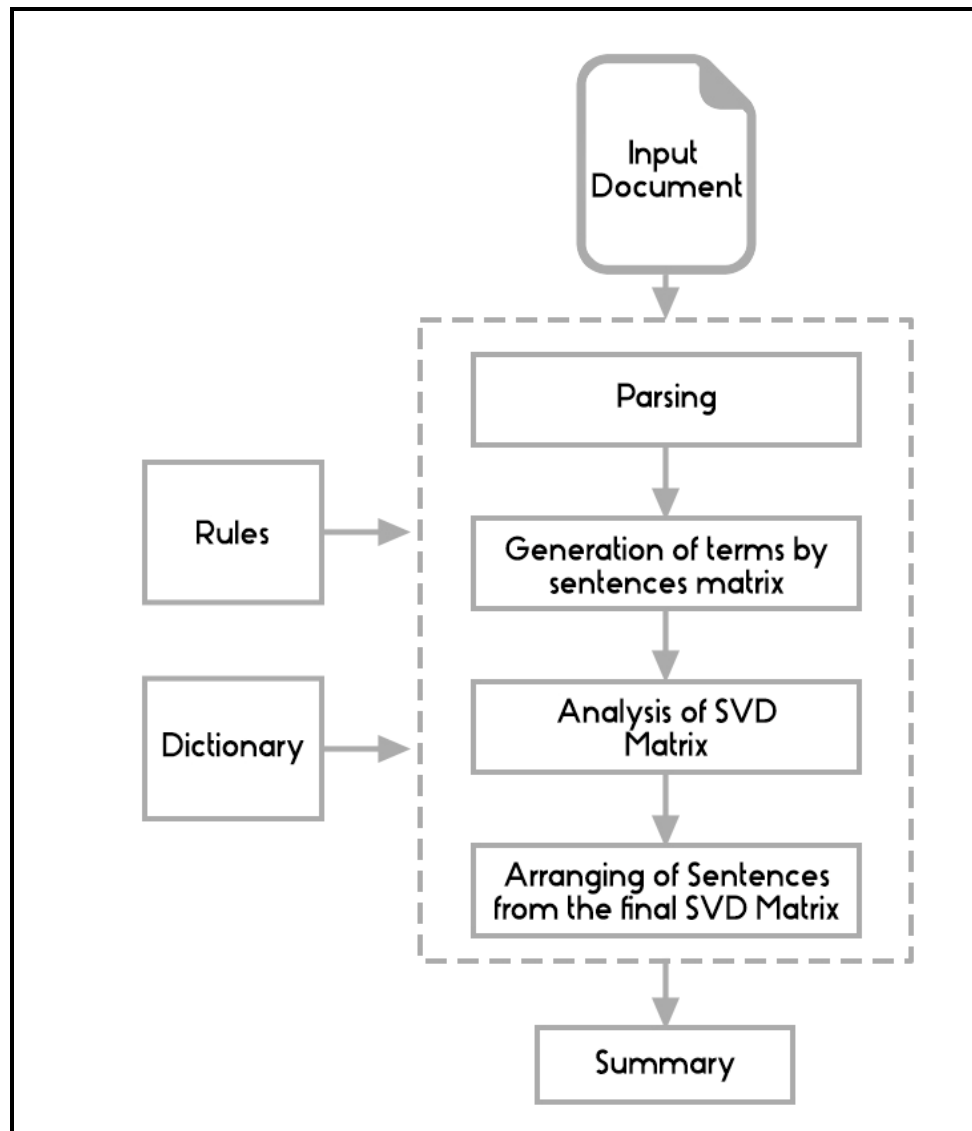 Input
Document
Parsing
Rules
Generation of terms by
sentences matrix
Dictionary
Analysis of SVD
Matrix
Arranging of Sentences
from the final SVD Matrix
Summary